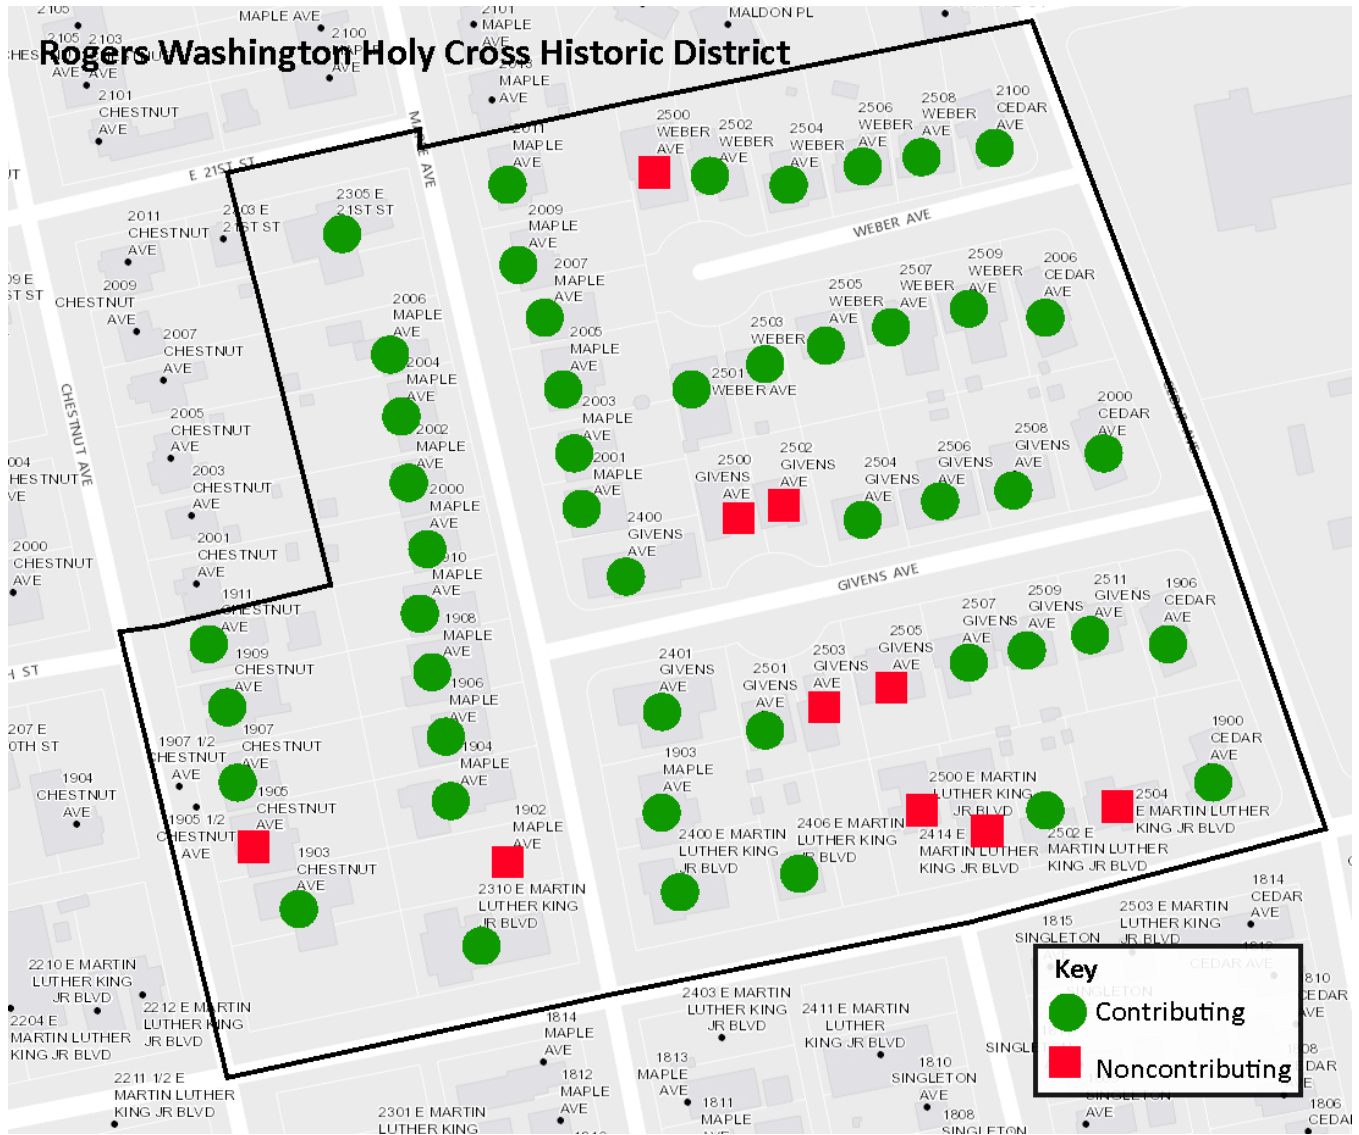 Rogers Washington Holy Cross Historic District
2105
2103
CHESTNUT
AVE
2105
AVE
2101
CHESTNUT
AVE
MAPLE AVE
2100
MAPLE
AVE
2101
MAPLE
AVE
MAPLE
AVE
MALDON PL
E 21ST ST
2011
MAPLE
AVE
2500
WEBER
AVE
2502
WEBER
AVE
2504
WEBER
AVE
2506
WEBER
AVE
2508
WEBER
AVE
2100
CEDAR
AVE
2305 E
21ST ST
2303 E
21ST ST
2011
CHESTNUT
AVE
2009
CHESTNUT
AVE
2007
CHESTNUT
AVE
2005
CHESTNUT
AVE
2003
CHESTNUT
AVE
2001
CHESTNUT
AVE
CHESTNUT AVE
2000
CHESTNUT
AVE
2009
MAPLE
AVE
2007
MAPLE
AVE
2005
MAPLE
AVE
2003
MAPLE
AVE
2001
MAPLE
AVE
2400
GIVENS
AVE
WEBER AVE
2501
WEBER AVE
2503
WEBER
2505
WEBER
AVE
2507
WEBER
AVE
2509
WEBER
AVE
2006
CEDAR
AVE
2000
CEDAR
AVE
CEDAR AVE
2006
MAPLE
AVE
2004
MAPLE
AVE
2002
MAPLE
AVE
2000
MAPLE
AVE
MAPLE
AVE
1908
MAPLE
AVE
1906
MAPLE
AVE
1904
MAPLE
AVE
1902
MAPLE
AVE
2500
GIVENS
AVE
2502
GIVENS
AVE
2504
GIVENS
AVE
2506
GIVENS
AVE
2508
GIVENS
AVE
GIVENS AVE
2401
GIVENS
AVE
2501
GIVENS
AVE
2503
GIVENS
AVE
2505
GIVENS
AVE
2507
GIVENS
AVE
2509
GIVENS
AVE
2511
GIVENS
AVE
1906
CEDAR
AVE
1900
CEDAR
AVE
1911
CHESTNUT
AVE
1909
CHESTNUT
AVE
1907
CHESTNUT
AVE
1907 1/2
CHESTNUT
AVE
1905
CHESTNUT
AVE
1905 1/2
CHESTNUT
AVE
1903
CHESTNUT
AVE
1904
CHESTNUT
AVE
1903
MAPLE
AVE
2400 E MARTIN
LUTHER KING
JR BLVD
2406 E MARTIN
LUTHER KING
JR BLVD
2500 E MARTIN
LUTHER KING
JR BLVD
2414 E
MARTIN LUTHER
KING JR BLVD
2502 E
MARTIN LUTHER
KING JR BLVD
2504
E MARTIN LUTHER
KING JR BLVD
2310 E MARTIN
LUTHER KING
JR BLVD
2210 E MARTIN
LUTHER KING
JR BLVD
2212 E MARTIN
LUTHER KING
JR BLVD
2204 E
MARTIN LUTHER
KING JR BLVD
2211 1/2 E
MARTIN LUTHER
KING JR BLVD
1814
MAPLE
AVE
1812
MAPLE
AVE
1813
MAPLE
AVE
1811
MAPLE
2301 E MARTIN
LUTHER KING
2403 E MARTIN
LUTHER KING
JR BLVD
2411 E MARTIN
LUTHER
KING JR BLVD
1810
SINGLETON
AVE
1808
SINGLETON
1815
SINGLETON
2503 E MARTIN
LUTHER KING
JR BLVD
1814
CEDAR
AVE
CEDAR AVE
1810
CEDAR
AVE
1806
Key
Contributing
Noncontributing